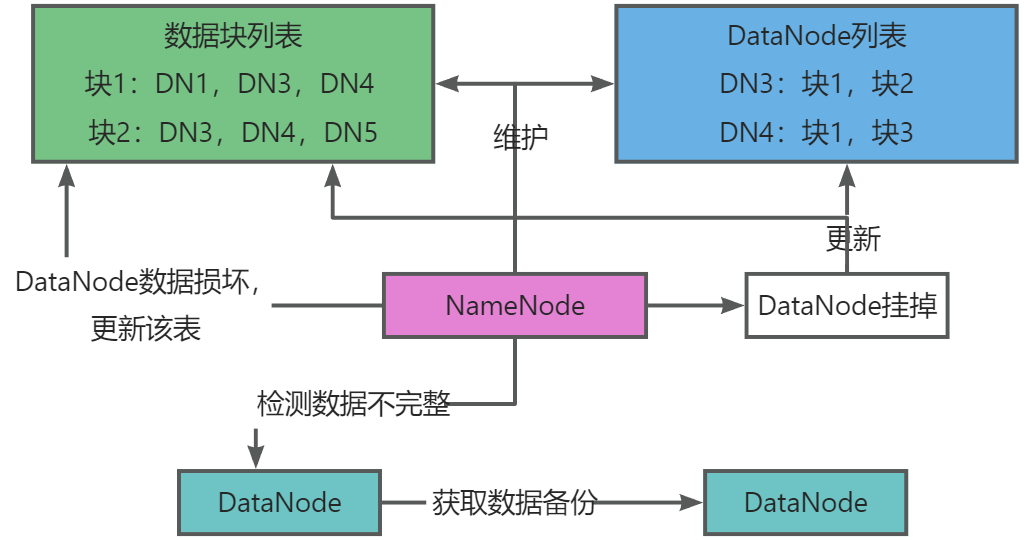 数据块列表
块1：DN1，DN3，DN4
块2：DN3，DN4，DN5
DataNode列表
DN3：块1，块2
DN4：块1，块3
维护
更新
DataNode数据损坏，
更新该表
NameNode
DataNode挂掉
检测数据不完整
DataNode
获取数据备份
DataNode